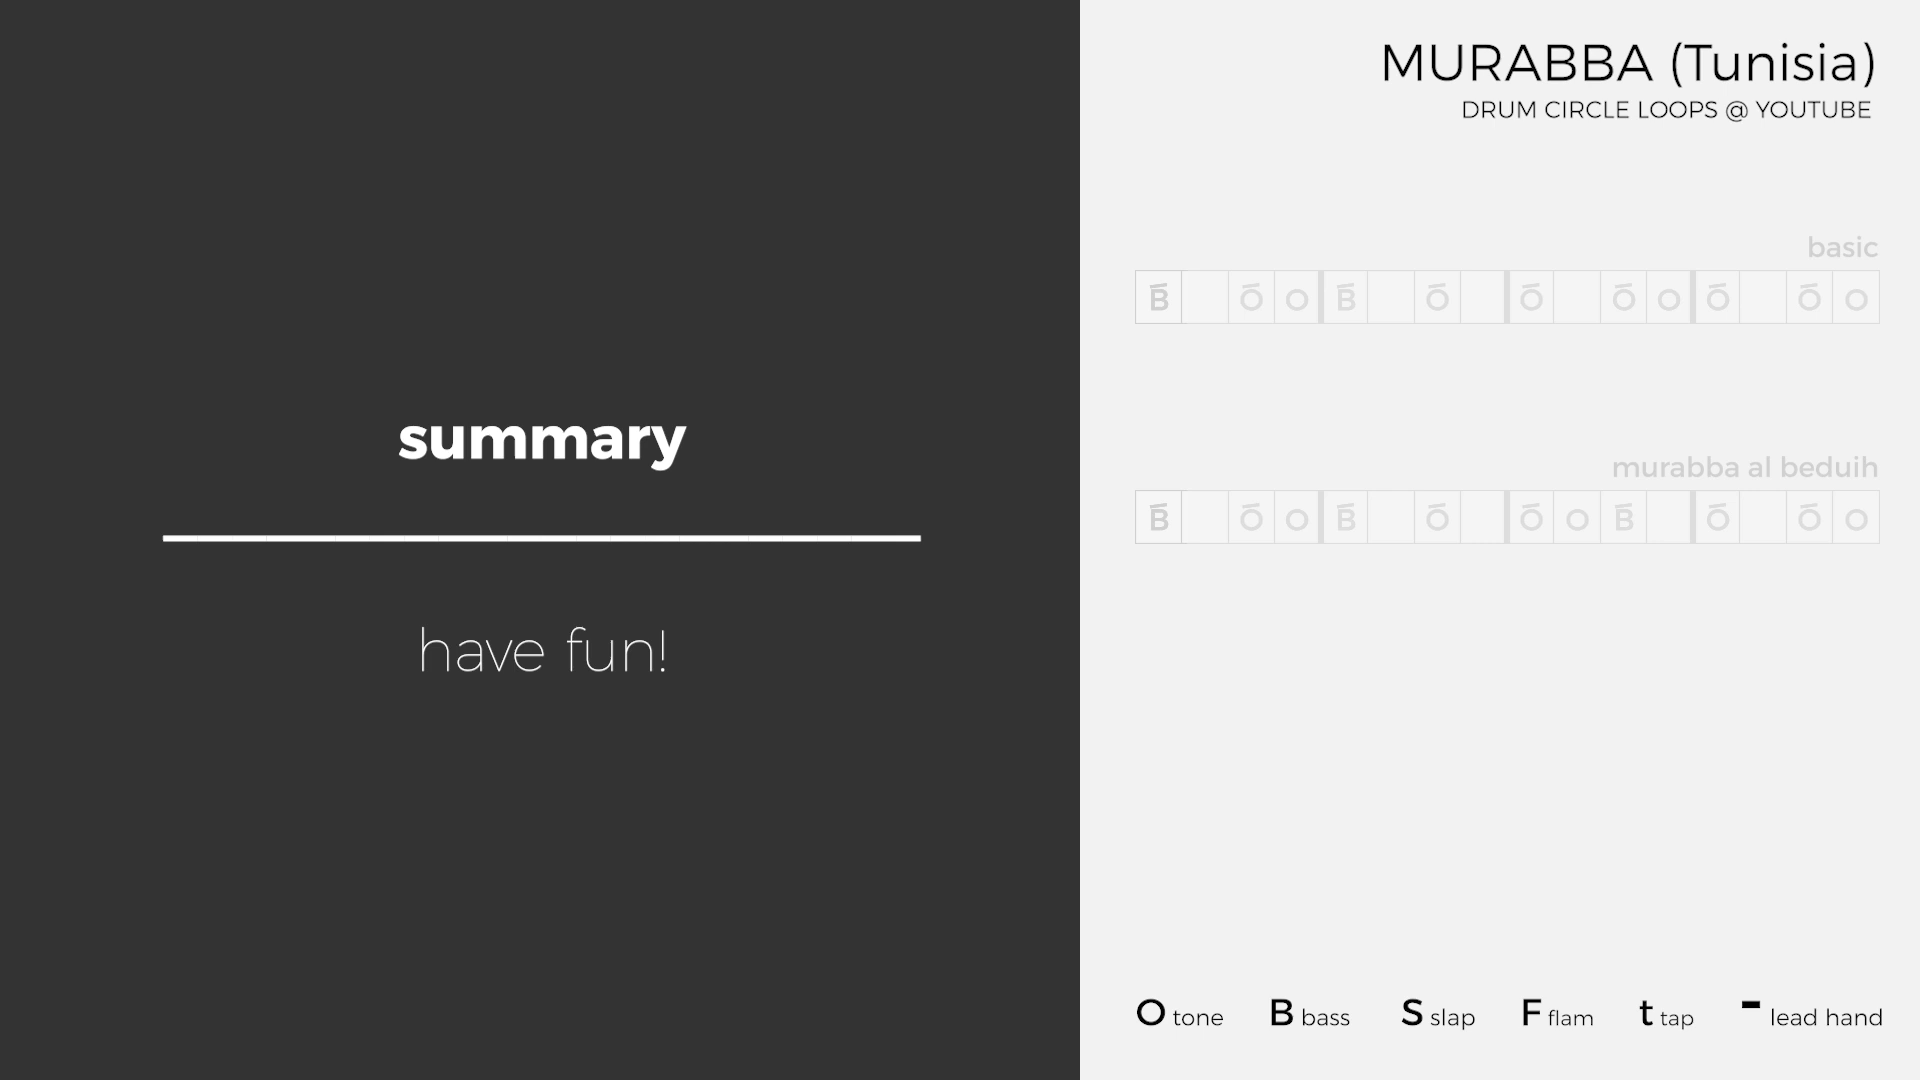 summary
have fun!
MURABBA (Tunisia)
DRUM CIRCLE LOOPS @ YOUTUBE
basic
B̄ Ō O B̄ Ō Ō Ō O Ō Ō O
murabba al beduih
B̄ Ō O B̄ Ō Ō O B̄ Ō Ō O
O tone B bass S slap F flam t tap - lead hand